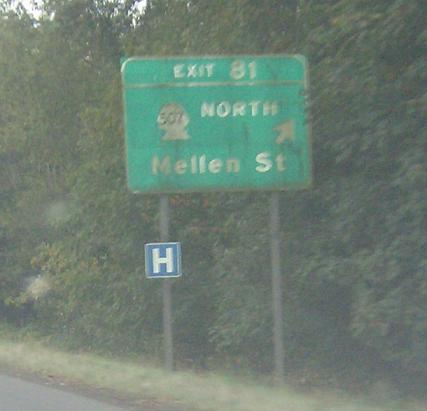 EXIT 81
507 NORTH
Mellen St
H